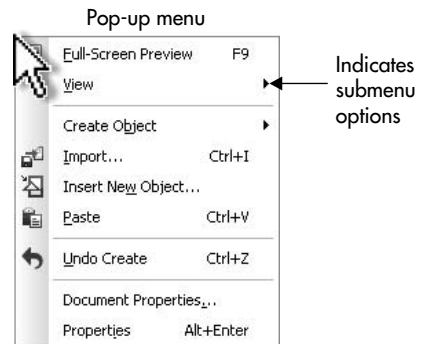 Pop-up menu
Full-Screen Preview F9
View
Indicates
submenu
options
Create Object
Import... Ctrl+I
Insert New Object...
Paste Ctrl+V
Undo Create Ctrl+Z
Document Properties...
Properties Alt+Enter